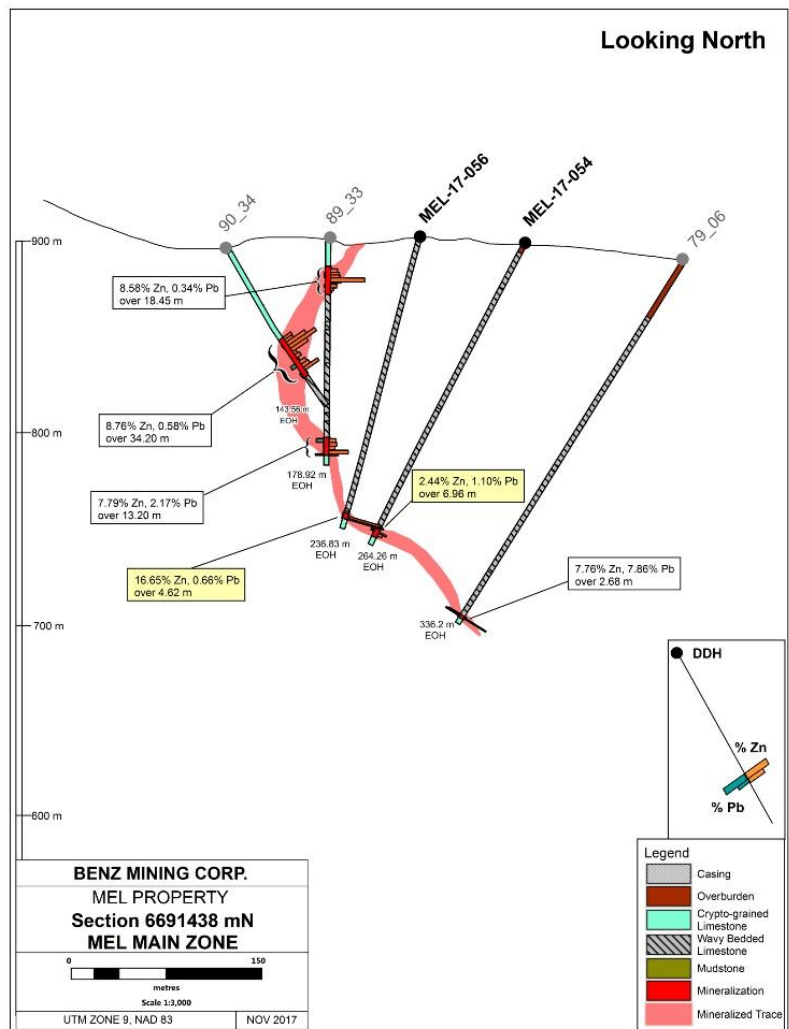 Looking North
90_34
89_33
MEL-17-056
MEL-17-054
79_06
900 m
8.58% Zn, 0.34% Pb
over 18.45 m
143.56 m
EOH
8.76% Zn, 0.58% Pb
over 34.20 m
800 m
178.92 m
EOH
2.44% Zn, 1.10% Pb
over 6.96 m
7.79% Zn, 2.17% Pb
over 13.20 m
236.83 m
EOH
264.26 m
EOH
16.65% Zn, 0.66% Pb
over 4.62 m
7.76% Zn, 7.86% Pb
over 2.68 m
700 m
336.2 m
EOH
DDH
% Zn
% Pb
600 m
BENZ MINING CORP.
MEL PROPERTY
Section 6691438 mN
MEL MAIN ZONE
0
150
metres
Scale 1:3,000
UTM ZONE 9, NAD 83
NOV 2017
Legend
Casing
Overburden
Crypto-grained
Limestone
Wavy Bedded
Limestone
Mudstone
Mineralization
Mineralized Trace